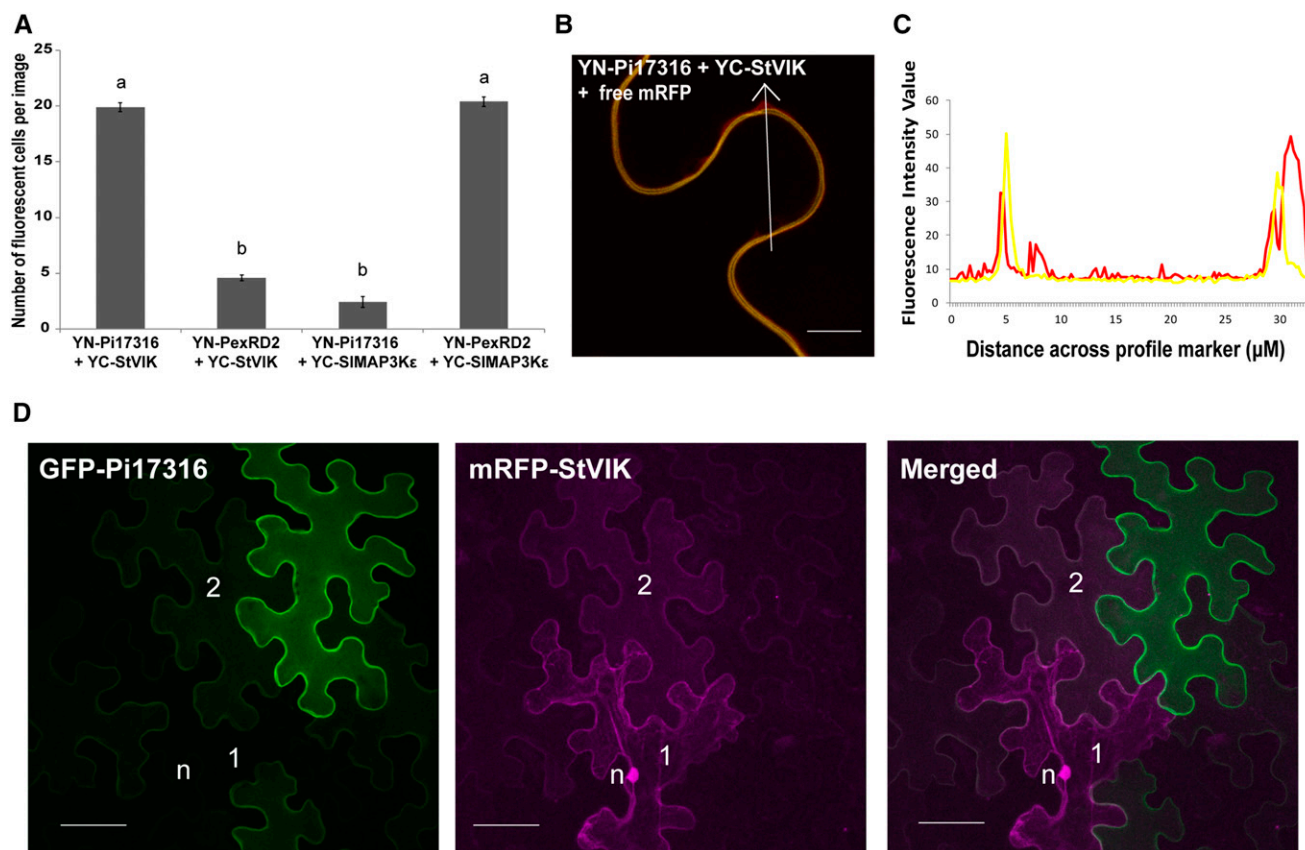 A
Number of fluorescent cells per image
25
20
15
10
5
0
a
b
b
a
YN-Pi17316
+ YC-StVIK
YN-PexRD2
+ YC-StVIK
YN-Pi17316
+ YC-SlMAP3Kε
YN-PexRD2
+ YC-SlMAP3Kε
B
YN-Pi17316 + YC-StVIK
+ free mRFP
C
Fluorescence Intensity Value
60
50
40
30
20
10
0
0
5
10
15
20
25
30
Distance across profile marker (µM)
D
GFP-Pi17316
2
1
n
mRFP-StVIK
2
1
n
Merged
2
1
n